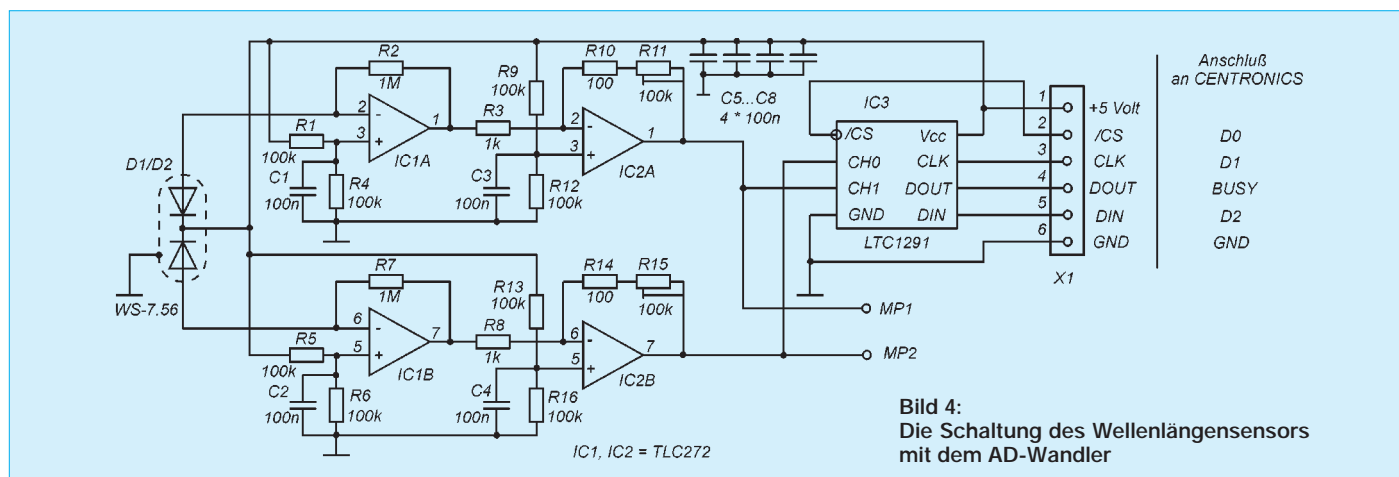 R2
1M
R10
R11
100
100k
R9
100k
C5...C8
4 * 100n
Anschluß
an CENTRONICS
2
-
R3
1k
2
-
IC3
1
+5 Volt
R1
100k
3
+
1
IC1A
3
+
1
IC2A
/CS
Vcc
2
/CS
D0
CH0
CLK
3
CLK
D1
D1/D2
C1
100n
R4
100k
C3
100n
R12
100k
CH1
DOUT
4
DOUT
BUSY
GND
DIN
5
DIN
D2
LTC1291
6
GND
GND
X1
R7
1M
R13
100k
R14
R15
100
100k
WS-7.56
MP1
6
-
R8
1k
6
-
7
7
MP2
R5
100k
5
+
IC1B
5
+
IC2B
C2
100n
R6
100k
C4
100n
R16
100k
IC1, IC2 = TLC272
Bild 4:
Die Schaltung des Wellenlängensensors
mit dem AD-Wandler